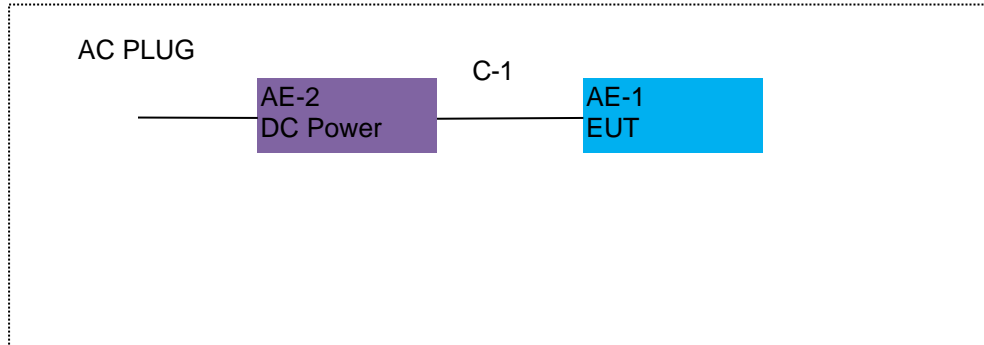 AC PLUG
C-1
AE-2
DC Power
AE-1
EUT